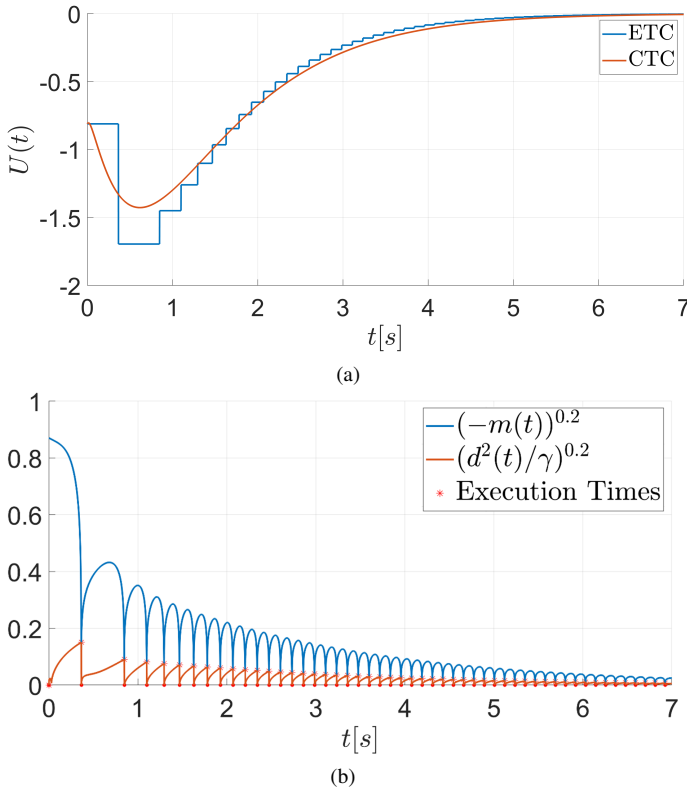 0
-0.5
-1
-1.5
-2
U(t)
ETC
CTC
0 1 2 3 4 5 6 7
t[s]
(a)
1
0.8
0.6
0.4
0.2
0
(-m(t))^0.2
(d^2(t)/γ)^0.2
* Execution Times
0 1 2 3 4 5 6 7
t[s]
(b)